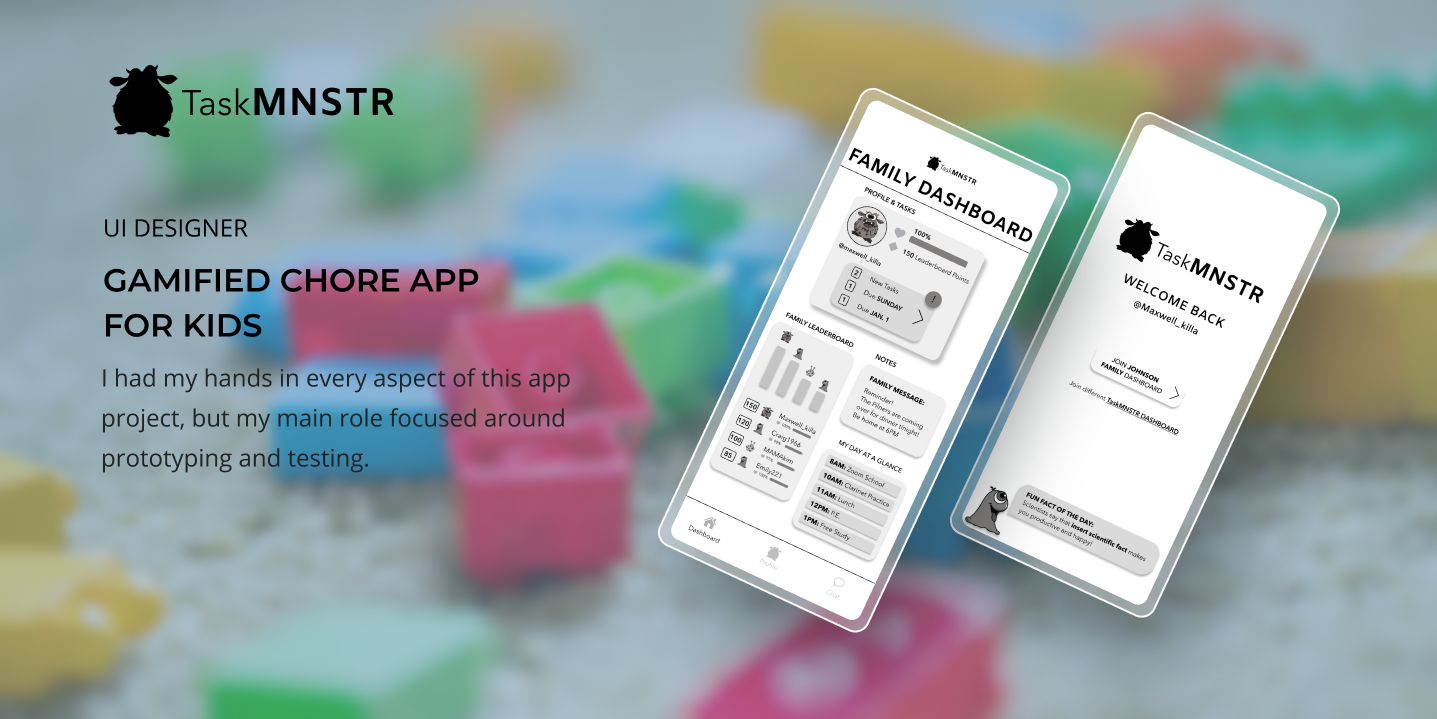 TaskMNSTR
UI DESIGNER
GAMIFIED CHORE APP
FOR KIDS
I had my hands in every aspect of this app
project, but my main role focused around
prototyping and testing.
TaskMNSTR
FAMILY DASHBOARD
PROFILE & TASKS
100%
150 Leaderboard Points
@maxwell_killa
2 New Tasks
1 Due SUNDAY
1 Due JAN. 1
!
FAMILY LEADERBOARD
150 Maxwell_killa
120 Craig1966
100 MAMAkim
85 Emily221
NOTES
FAMILY MESSAGE:
Reminder!
The Pilners are coming
over for dinner tonight!
Be home at 6PM
MY DAY AT A GLANCE
8AM: Zoom School
10AM: Clarinet Practice
11AM: Lunch
12PM: P.E.
1PM: Free Study
Dashboard
Profile
Chat
TaskMNSTR
WELCOME BACK
@Maxwell_killa
JOIN JOHNSON
FAMILY DASHBOARD
Join different TaskMNSTR DASHBOARD
FUN FACT OF THE DAY:
Scientists say that insert scientific fact makes
you productive and happy!